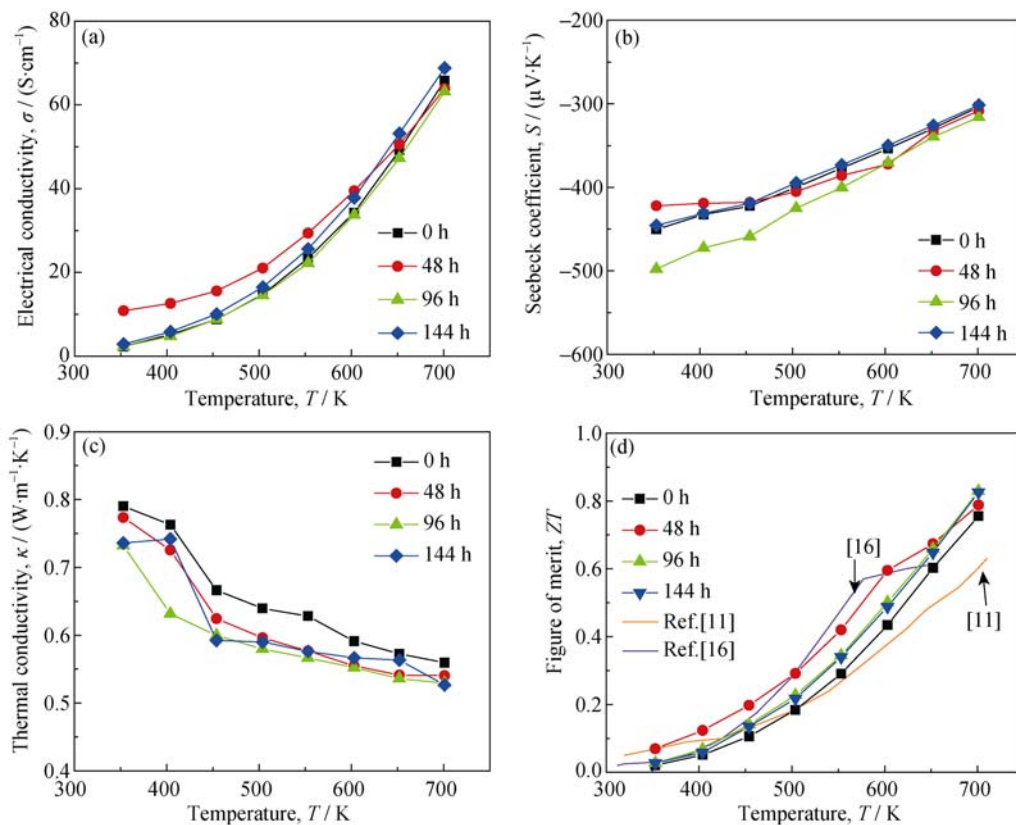 (a)
Electrical conductivity, σ / (S·cm⁻¹)
80
60
40
20
0
0 h
48 h
96 h
144 h
300 400 500 600 700
Temperature, T / K
(b)
Seebeck coefficient, S / (μV·K⁻¹)
−200
−300
−400
−500
−600
0 h
48 h
96 h
144 h
300 400 500 600 700
Temperature, T / K
(c)
Thermal conductivity, κ / (W·m⁻¹·K⁻¹)
0.9
0.8
0.7
0.6
0.5
0.4
0 h
48 h
96 h
144 h
300 400 500 600 700
Temperature, T / K
(d)
Figure of merit, ZT
1.0
0.8
0.6
0.4
0.2
0.0
0 h
48 h
96 h
144 h
Ref.[11]
Ref.[16]
[16]
[11]
300 400 500 600 700
Temperature, T / K